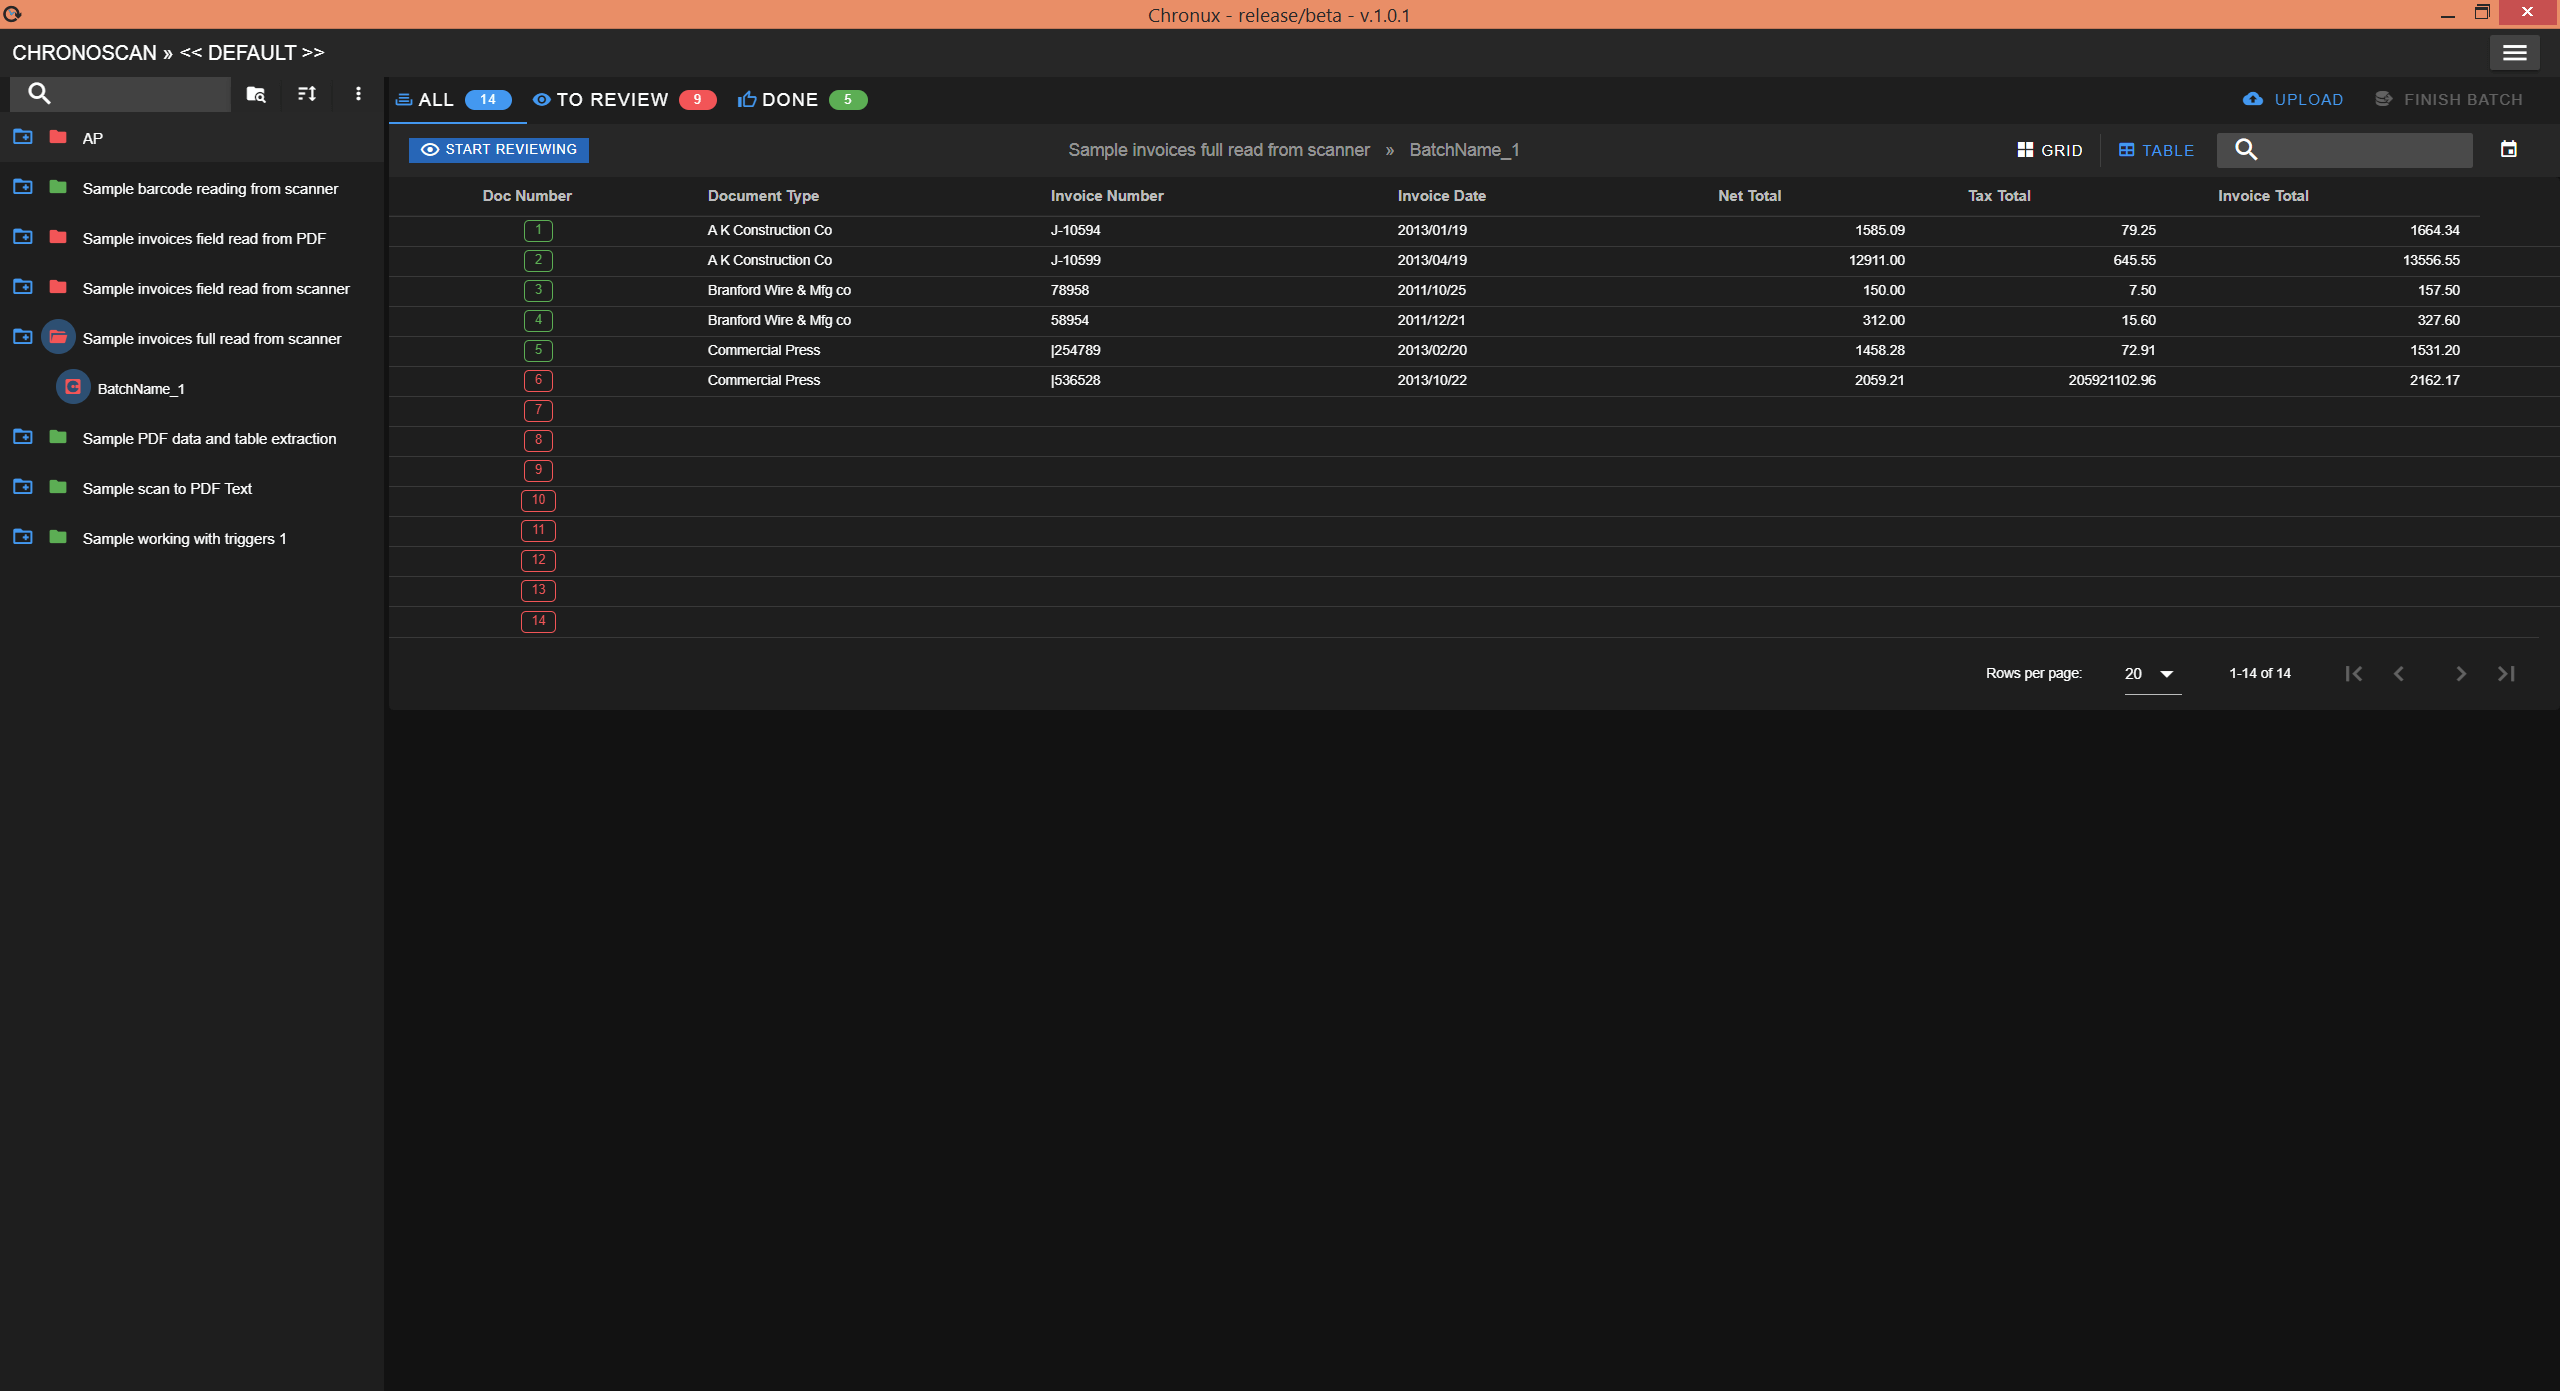 Chronux - release/beta - v.1.0.1
CHRONOSCAN » << DEFAULT >>
ALL 14 TO REVIEW 9 DONE 5 UPLOAD FINISH BATCH
START REVIEWING Sample invoices full read from scanner » BatchName_1 GRID TABLE
AP
Sample barcode reading from scanner
Sample invoices field read from PDF
Sample invoices field read from scanner
Sample invoices full read from scanner
BatchName_1
Sample PDF data and table extraction
Sample scan to PDF Text
Sample working with triggers 1
Doc Number Document Type Invoice Number Invoice Date Net Total Tax Total Invoice Total
1 A K Construction Co J-10594 2013/01/19 1585.09 79.25 1664.34
2 A K Construction Co J-10599 2013/04/19 12911.00 645.55 13556.55
3 Branford Wire & Mfg co 78958 2011/10/25 150.00 7.50 157.50
4 Branford Wire & Mfg co 58954 2011/12/21 312.00 15.60 327.60
5 Commercial Press |254789 2013/02/20 1458.28 72.91 1531.20
6 Commercial Press |536528 2013/10/22 2059.21 205921102.96 2162.17
7
8
9
10
11
12
13
14
Rows per page: 20 1-14 of 14